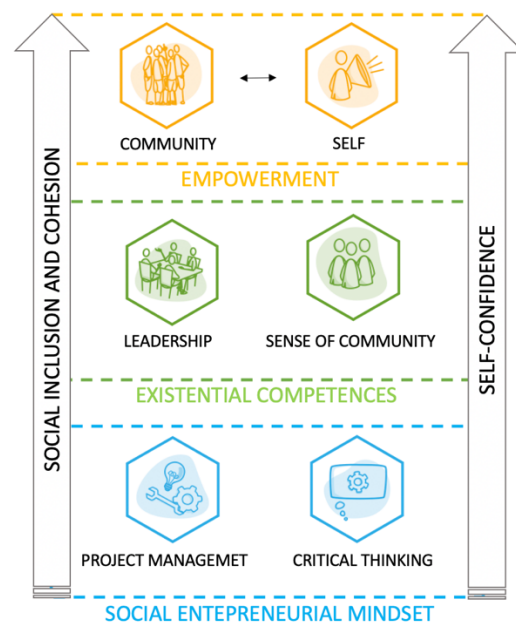 COMMUNITY
SELF
EMPOWERMENT
LEADERSHIP
SENSE OF COMMUNITY
EXISTENTIAL COMPETENCES
PROJECT MANAGEMET
CRITICAL THINKING
SOCIAL ENTEPRENEURIAL MINDSET
SOCIAL INCLUSION AND COHESION
SELF-CONFIDENCE